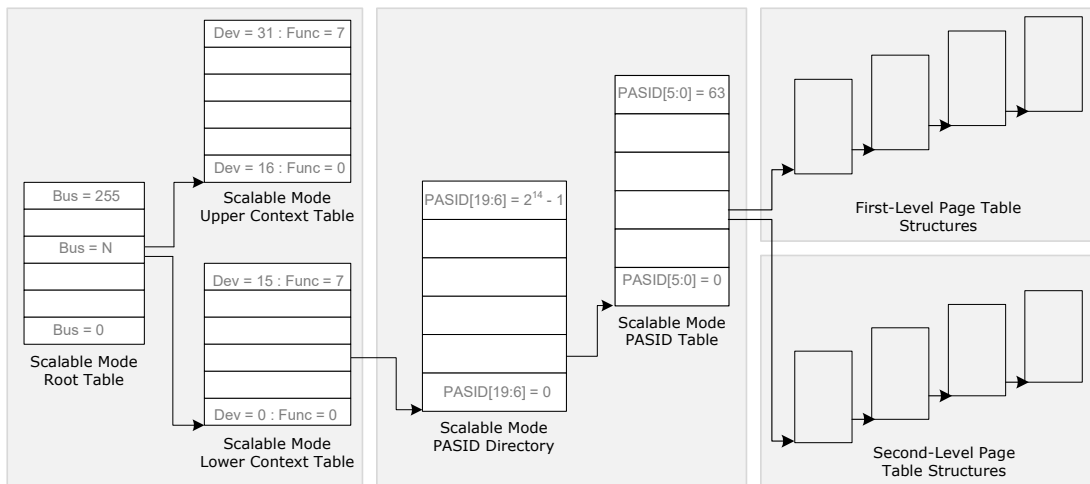 Dev = 31 : Func = 7
Dev = 16 : Func = 0
Scalable Mode
Upper Context Table
Bus = 255
Bus = N
Bus = 0
Scalable Mode
Root Table
Dev = 15 : Func = 7
Dev = 0 : Func = 0
Scalable Mode
Lower Context Table
PASID[19:6] = 2¹⁴ - 1
PASID[19:6] = 0
Scalable Mode
PASID Directory
PASID[5:0] = 63
PASID[5:0] = 0
Scalable Mode
PASID Table
First-Level Page Table
Structures
Second-Level Page
Table Structures